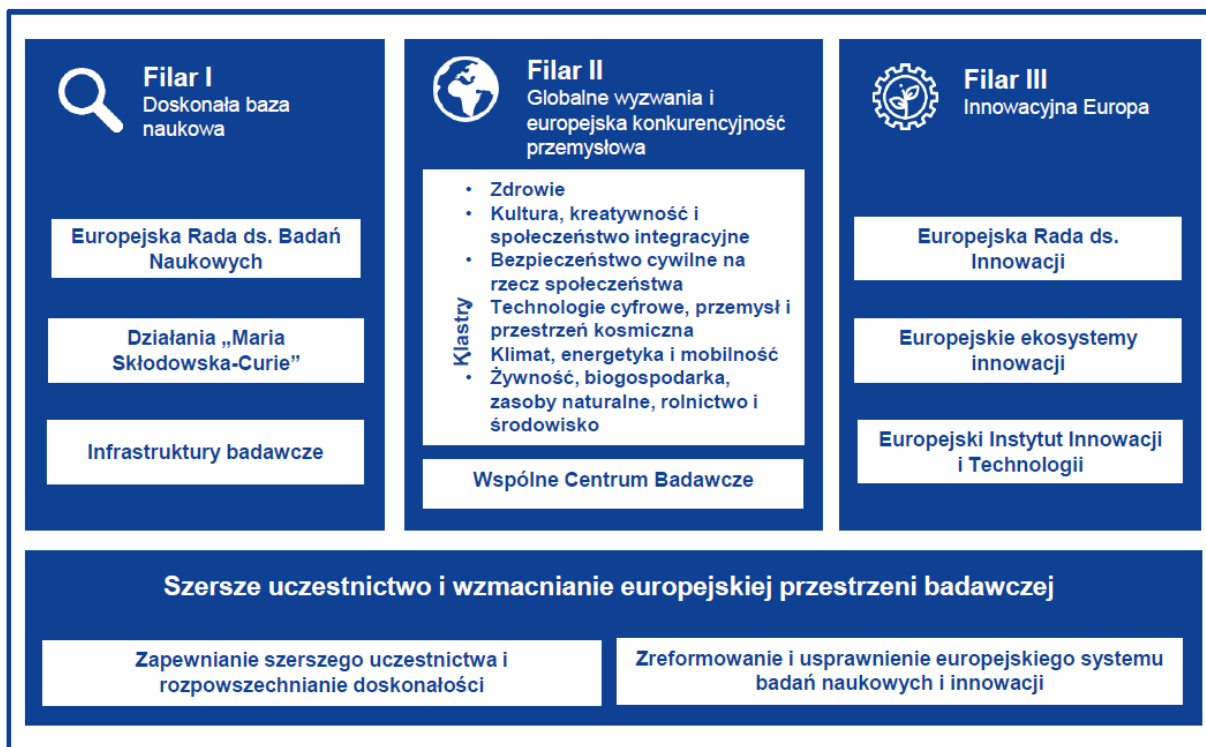 Filar I
Doskonała baza
naukowa
Europejska Rada ds. Badań
Naukowych
Działania „Maria
Skłodowska-Curie”
Infrastruktury badawcze
Filar II
Globalne wyzwania i
europejska konkurencyjność
przemysłowa
Klastry
• Zdrowie
• Kultura, kreatywność i
społeczeństwo integracyjne
• Bezpieczeństwo cywilne na
rzecz społeczeństwa
• Technologie cyfrowe, przemysł i
przestrzeń kosmiczna
• Klimat, energetyka i mobilność
• Żywność, biogospodarka,
zasoby naturalne, rolnictwo i
środowisko
Wspólne Centrum Badawcze
Filar III
Innowacyjna Europa
Europejska Rada ds.
Innowacji
Europejskie ekosystemy
innowacji
Europejski Instytut Innowacji
i Technologii
Szersze uczestnictwo i wzmacnianie europejskiej przestrzeni badawczej
Zapewnianie szerszego uczestnictwa i
rozpowszechnianie doskonałości
Zreformowanie i usprawnienie europejskiego systemu
badań naukowych i innowacji